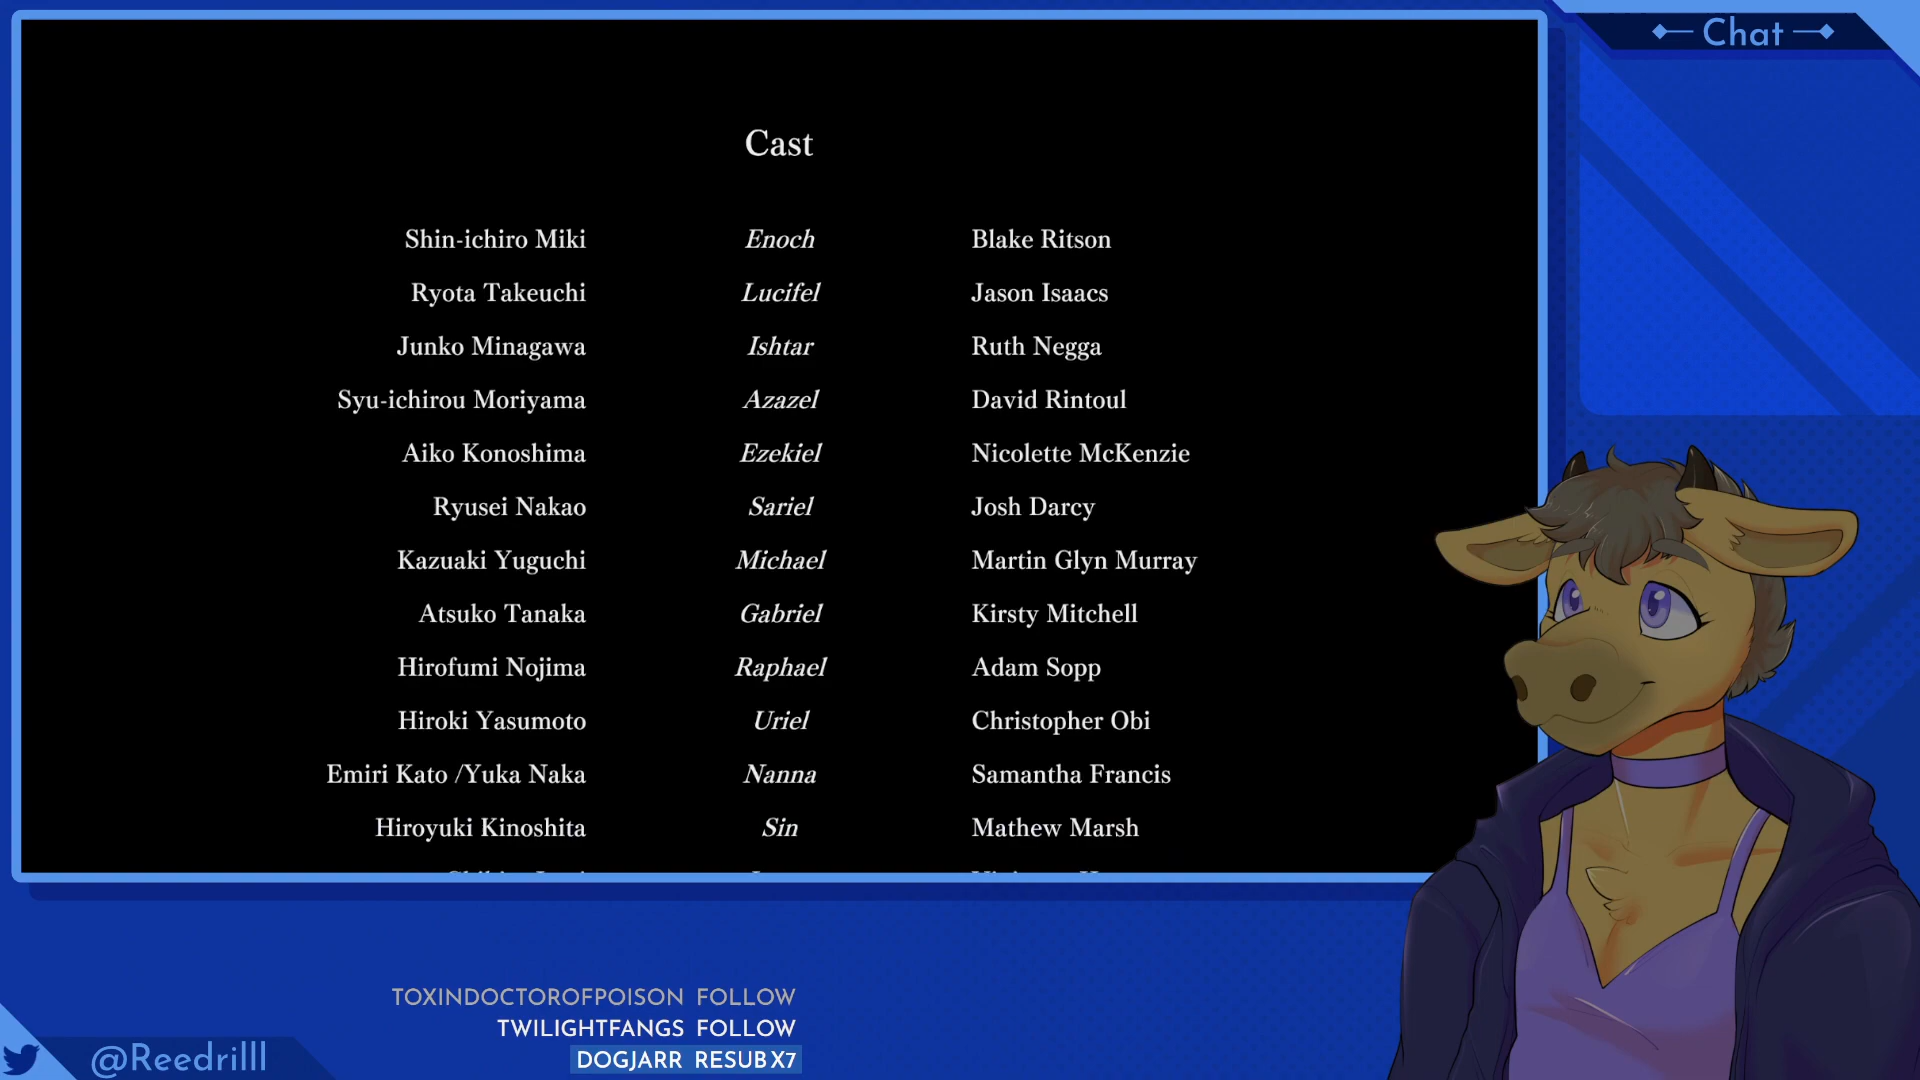 Chat
Cast
Shin-ichiro Miki Enoch Blake Ritson
Ryota Takeuchi Lucifel Jason Isaacs
Junko Minagawa Ishtar Ruth Negga
Syu-ichirou Moriyama Azazel David Rintoul
Aiko Konoshima Ezekiel Nicolette McKenzie
Ryusei Nakao Sariel Josh Darcy
Kazuaki Yuguchi Michael Martin Glyn Murray
Atsuko Tanaka Gabriel Kirsty Mitchell
Hirofumi Nojima Raphael Adam Sopp
Hiroki Yasumoto Uriel Christopher Obi
Emiri Kato /Yuka Naka Nanna Samantha Francis
Hiroyuki Kinoshita Sin Mathew Marsh
TOXINDOCTOROFPOISON FOLLOW
TWILIGHTFANGS FOLLOW
DOGJARR RESUB X7
@Reedrilll